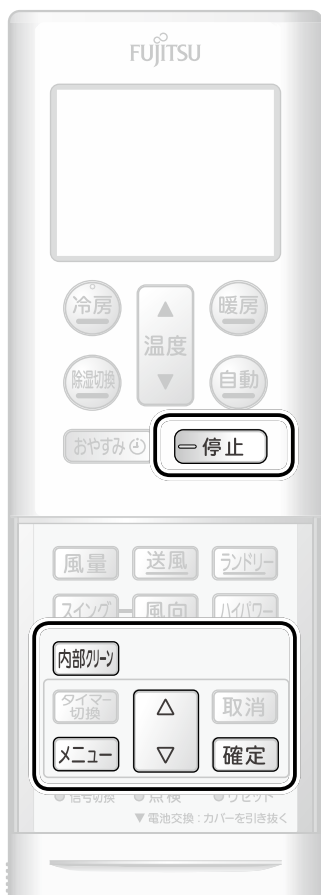 FUJITSU
冷房
▲
温度
▼
暖房
除湿切換
自動
おやすみ
停止
風量
送風
ランドリー
スイング
風向
ハイパワー
内部クリーン
タイマー
切換
△
取消
メニュー
▽
確定
信号切換
点検
リセット
▼電池交換：カバーを引き抜く